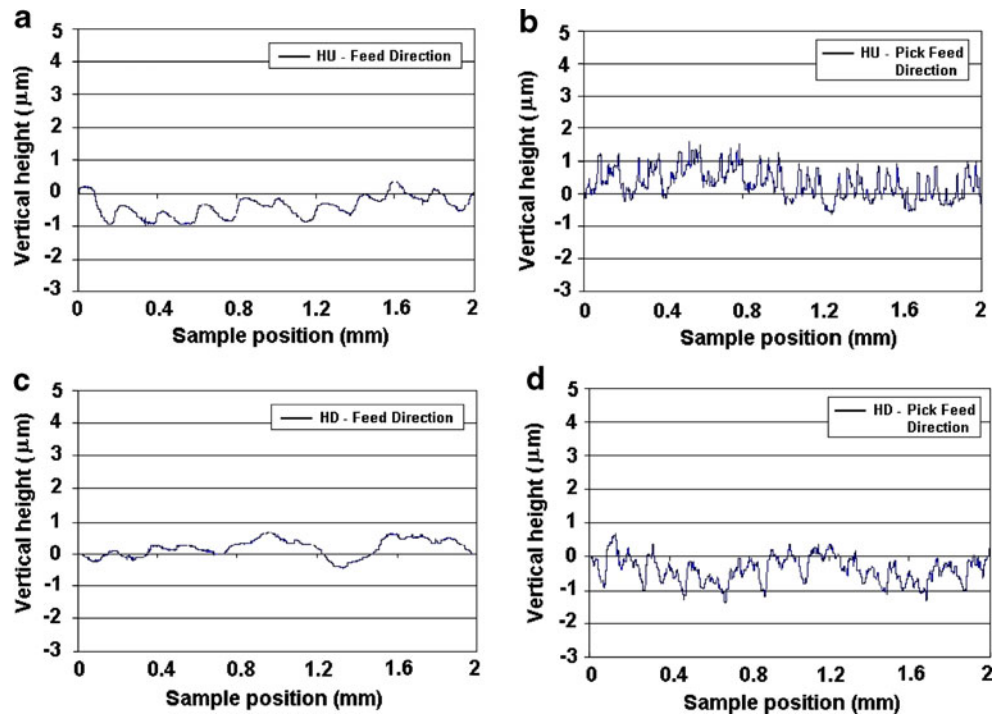 a
5
4
3
2
1
0
-1
-2
-3
Vertical height (μm)
HU - Feed Direction
0 0.4 0.8 1.2 1.6 2
Sample position (mm)
b
5
4
3
2
1
0
-1
-2
-3
Vertical height (μm)
HU - Pick Feed
Direction
0 0.4 0.8 1.2 1.6 2
Sample position (mm)
c
5
4
3
2
1
0
-1
-2
-3
Vertical height (μm)
HD - Feed Direction
0 0.4 0.8 1.2 1.6 2
Sample position (mm)
d
5
4
3
2
1
0
-1
-2
-3
Vertical height (μm)
HD - Pick Feed
Direction
0 0.4 0.8 1.2 1.6 2
Sample position (mm)